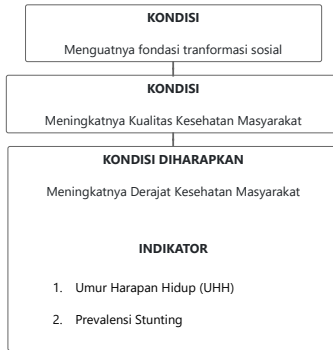 KONDISI
Menguatnya fondasi tranformasi sosial
KONDISI
Meningkatnya Kualitas Kesehatan Masyarakat
KONDISI DIHARAPKAN
Meningkatnya Derajat Kesehatan Masyarakat
INDIKATOR
1. Umur Harapan Hidup (UHH)
2. Prevalensi Stunting